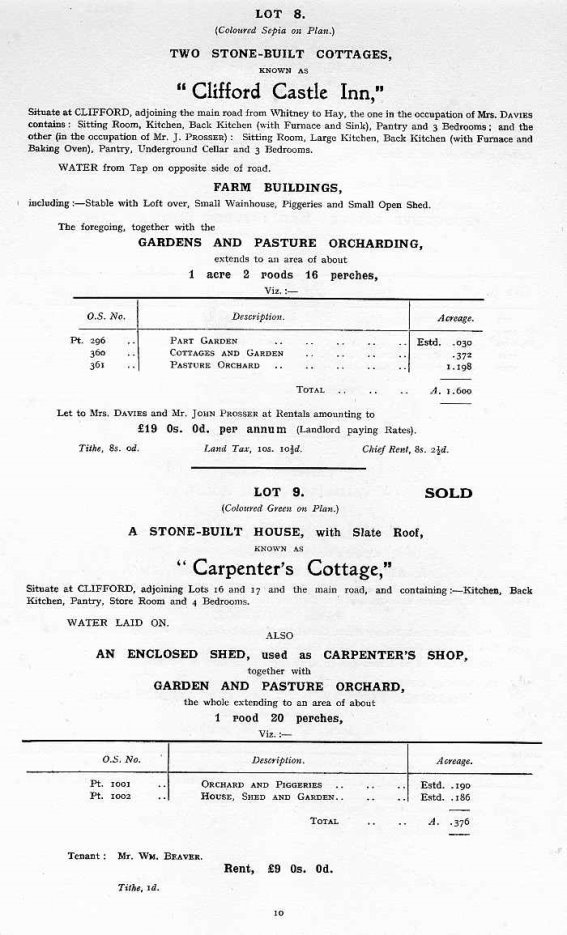 LOT 8.
(Coloured Sepia on Plan.)
TWO STONE-BUILT COTTAGES,
KNOWN AS
"Clifford Castle Inn,"
Situate at CLIFFORD, adjoining the main road from Whitney to Hay, the one in the occupation of Mrs. DAVIES
contains : Sitting Room, Kitchen, Back Kitchen (with Furnace and Sink), Pantry and 3 Bedrooms ; and the
other (in the occupation of Mr. J. PROSSER) : Sitting Room, Large Kitchen, Back Kitchen (with Furnace and
Baking Oven), Pantry, Underground Cellar and 3 Bedrooms.
WATER from Tap on opposite side of road.
FARM BUILDINGS,
including :—Stable with Loft over, Small Wainhouse, Piggeries and Small Open Shed.
The foregoing, together with the
GARDENS AND PASTURE ORCHARDING,
extends to an area of about
1 acre 2 roods 16 perches,
Viz. :—
O.S. No. Description. Acreage.
Pt. 296 .. PART GARDEN .. .. .. .. .. Estd. .030
360 .. COTTAGES AND GARDEN .. .. .. .. .372
361 .. PASTURE ORCHARD .. .. .. .. .. 1.198
TOTAL .. .. .. A. 1.600
Let to Mrs. DAVIES and Mr. JOHN PROSSER at Rentals amounting to
£19 0s. 0d. per annum (Landlord paying Rates).
Tithe, 8s. 0d. Land Tax, 10s. 10½d. Chief Rent, 8s. 2½d.
LOT 9. SOLD
(Coloured Green on Plan.)
A STONE-BUILT HOUSE, with Slate Roof,
KNOWN AS
"Carpenter's Cottage,"
Situate at CLIFFORD, adjoining Lots 16 and 17 and the main road, and containing :—Kitchen, Back
Kitchen, Pantry, Store Room and 4 Bedrooms.
WATER LAID ON.
ALSO
AN ENCLOSED SHED, used as CARPENTER'S SHOP,
together with
GARDEN AND PASTURE ORCHARD,
the whole extending to an area of about
1 rood 20 perches,
Viz. :—
O.S. No. Description. Acreage.
Pt. 1001 .. ORCHARD AND PIGGERIES .. .. .. Estd. .190
Pt. 1002 .. HOUSE, SHED AND GARDEN.. .. .. Estd. .186
TOTAL .. .. A. .376
Tenant : Mr. WM. BEAVER.
Rent, £9 0s. 0d.
Tithe, 1d.
10